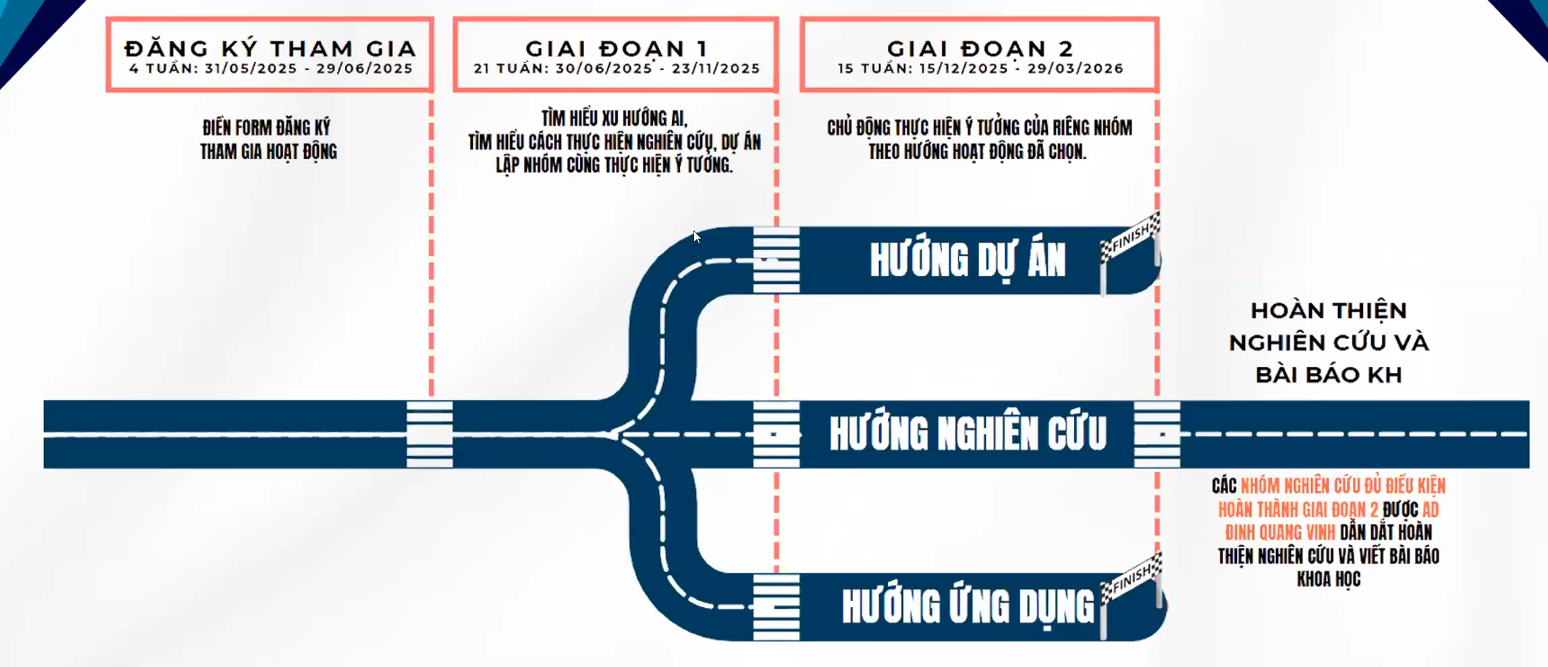 ĐĂNG KÝ THAM GIA
4 TUẦN: 31/05/2025 - 29/06/2025
ĐIỀN FORM ĐĂNG KÝ
THAM GIA HOẠT ĐỘNG
GIAI ĐOẠN 1
21 TUẦN: 30/06/2025 - 23/11/2025
TÌM HIỂU XU HƯỚNG AI,
TÌM HIỂU CÁCH THỰC HIỆN NGHIÊN CỨU, DỰ ÁN
LẬP NHÓM CÙNG THỰC HIỆN Ý TƯỞNG.
GIAI ĐOẠN 2
15 TUẦN: 15/12/2025 - 29/03/2026
CHỦ ĐỘNG THỰC HIỆN Ý TƯỞNG CỦA RIÊNG NHÓM
THEO HƯỚNG HOẠT ĐỘNG ĐÃ CHỌN.
HƯỚNG DỰ ÁN
FINISH
HƯỚNG NGHIÊN CỨU
HƯỚNG ỨNG DỤNG
FINISH
HOÀN THIỆN
NGHIÊN CỨU VÀ
BÀI BÁO KH
CÁC NHÓM NGHIÊN CỨU ĐỦ ĐIỀU KIỆN
HOÀN THÀNH GIAI ĐOẠN 2 ĐƯỢC AD
ĐINH QUANG VINH DẪN DẮT HOÀN
THIỆN NGHIÊN CỨU VÀ VIẾT BÀI BÁO
KHOA HỌC